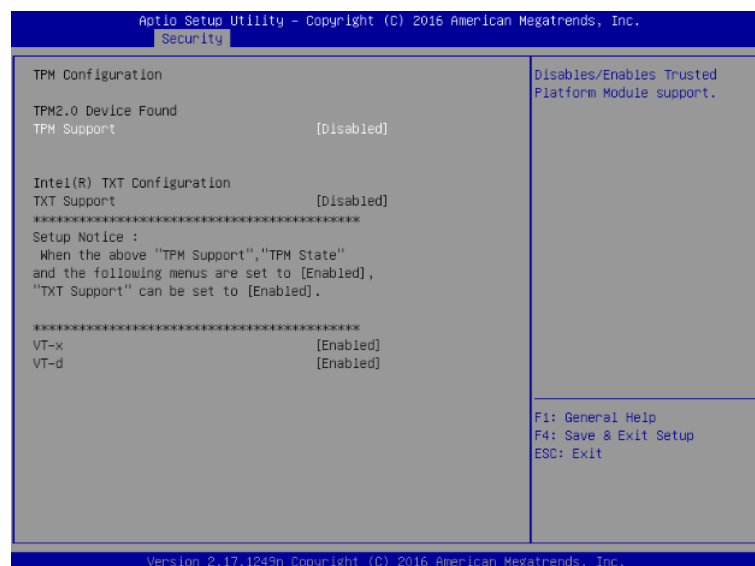 Aptio Setup Utility – Copyright (C) 2016 American Megatrends, Inc.
Security
TPM Configuration
TPM2.0 Device Found
TPM Support [Disabled]
Intel(R) TXT Configuration
TXT Support [Disabled]
*********************************************
Setup Notice :
When the above "TPM Support","TPM State"
and the following menus are set to [Enabled],
"TXT Support" can be set to [Enabled].
*********************************************
VT-x [Enabled]
VT-d [Enabled]
Disables/Enables Trusted
Platform Module support.
F1: General Help
F4: Save & Exit Setup
ESC: Exit
Version 2.17.1249n Copyright (C) 2016 American Megatrends, Inc.